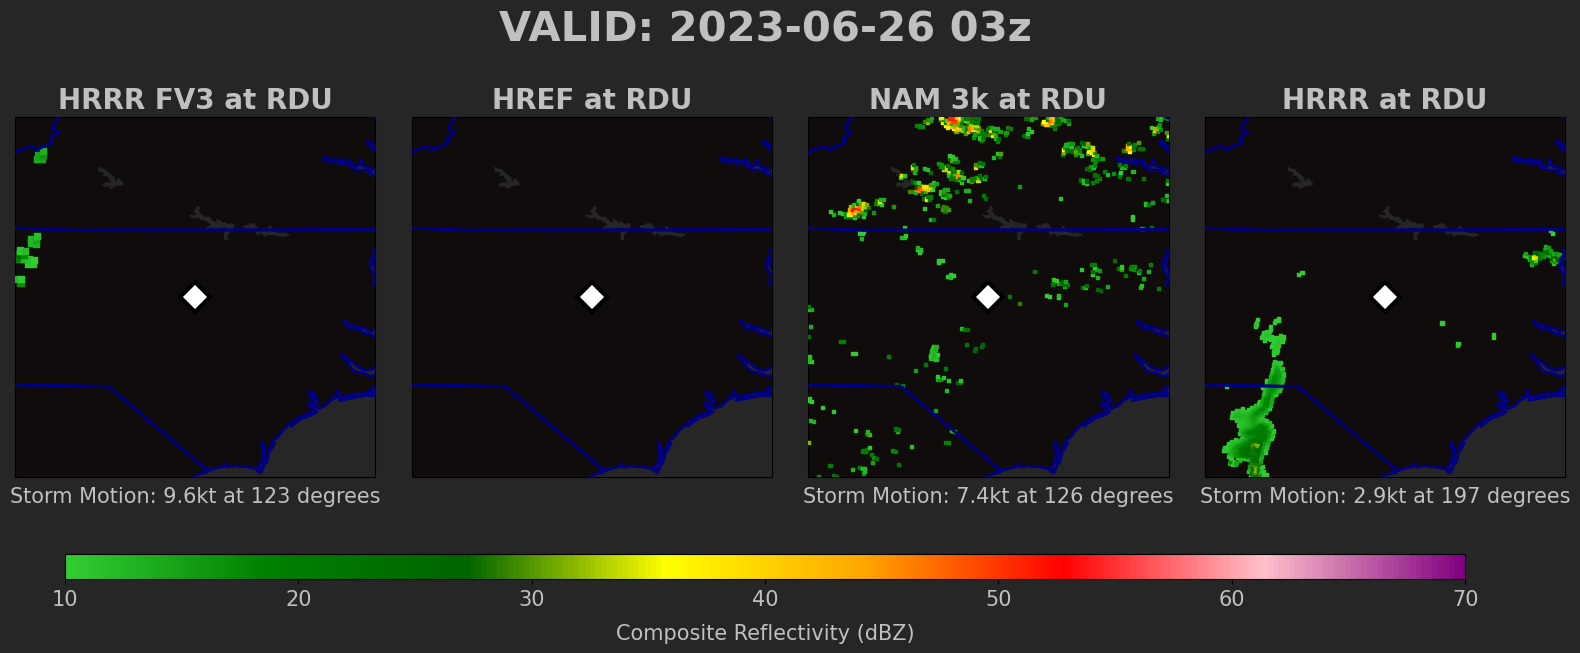 VALID: 2023-06-26 03z
HRRR FV3 at RDU
HREF at RDU
NAM 3k at RDU
HRRR at RDU
Storm Motion: 9.6kt at 123 degrees
Storm Motion: 7.4kt at 126 degrees
Storm Motion: 2.9kt at 197 degrees
10 20 30 40 50 60 70
Composite Reflectivity (dBZ)